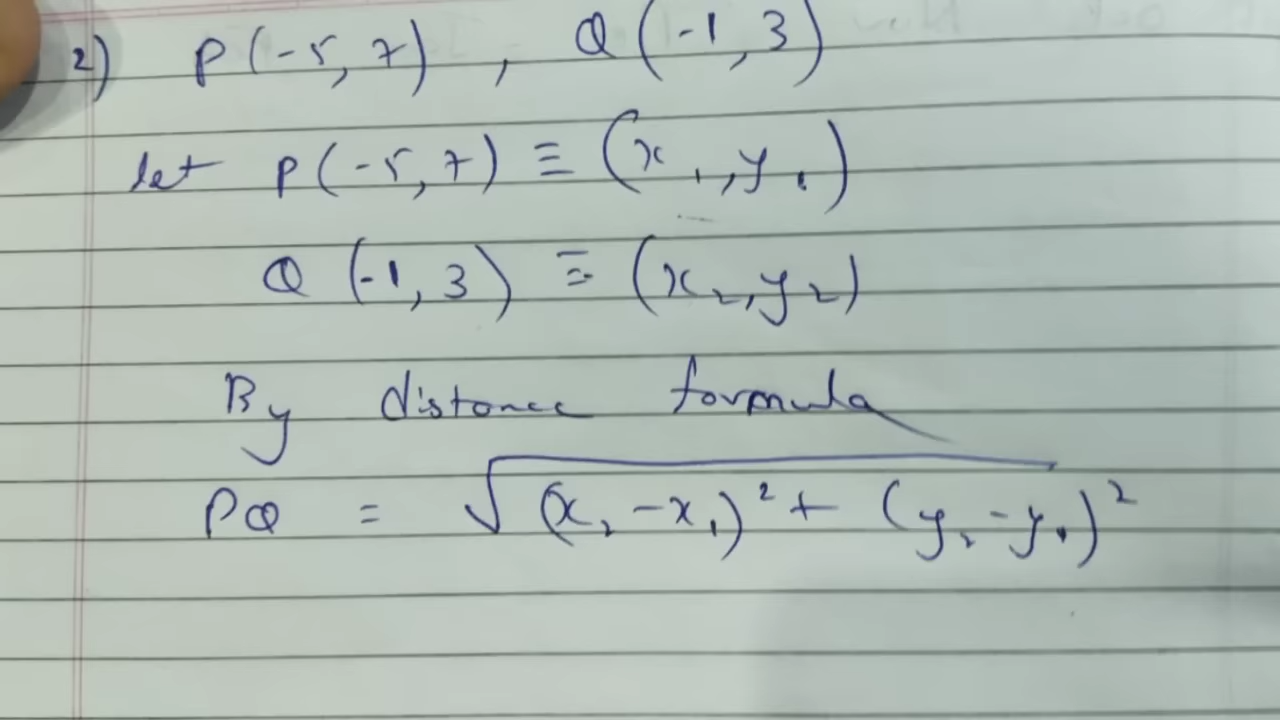 2) P(-5, 7) , Q(-1, 3)
let P(-5, 7) ≡ (x₁, y₁)
Q(-1, 3) ≡ (x₂, y₂)
By distance formula
PQ = √(x₂ - x₁)² + (y₂ - y₁)²